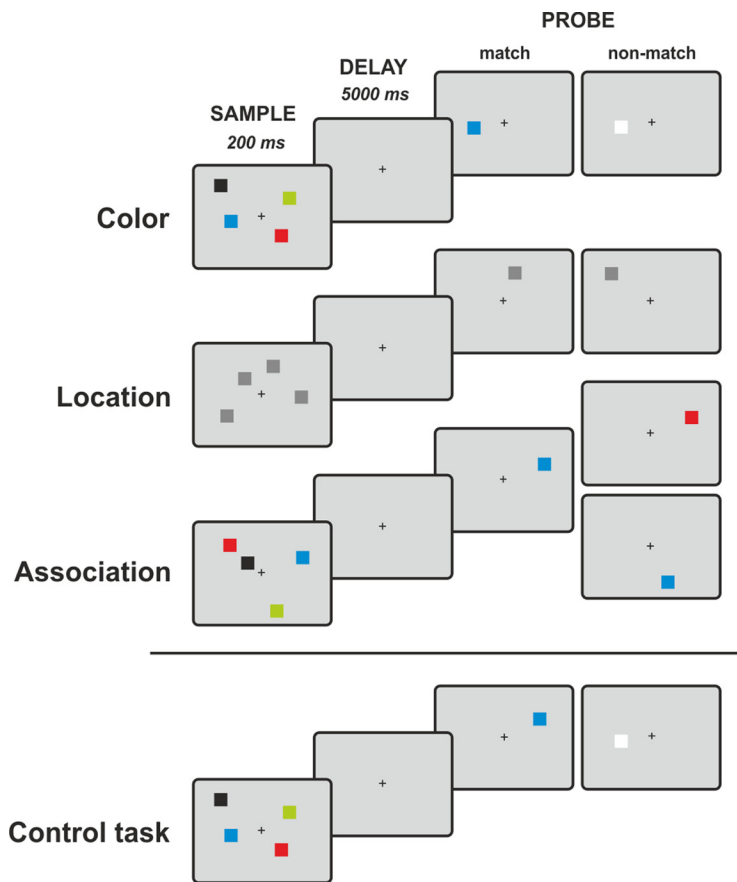 PROBE
match
non-match
DELAY
5000 ms
SAMPLE
200 ms
Color
Location
Association
Control task